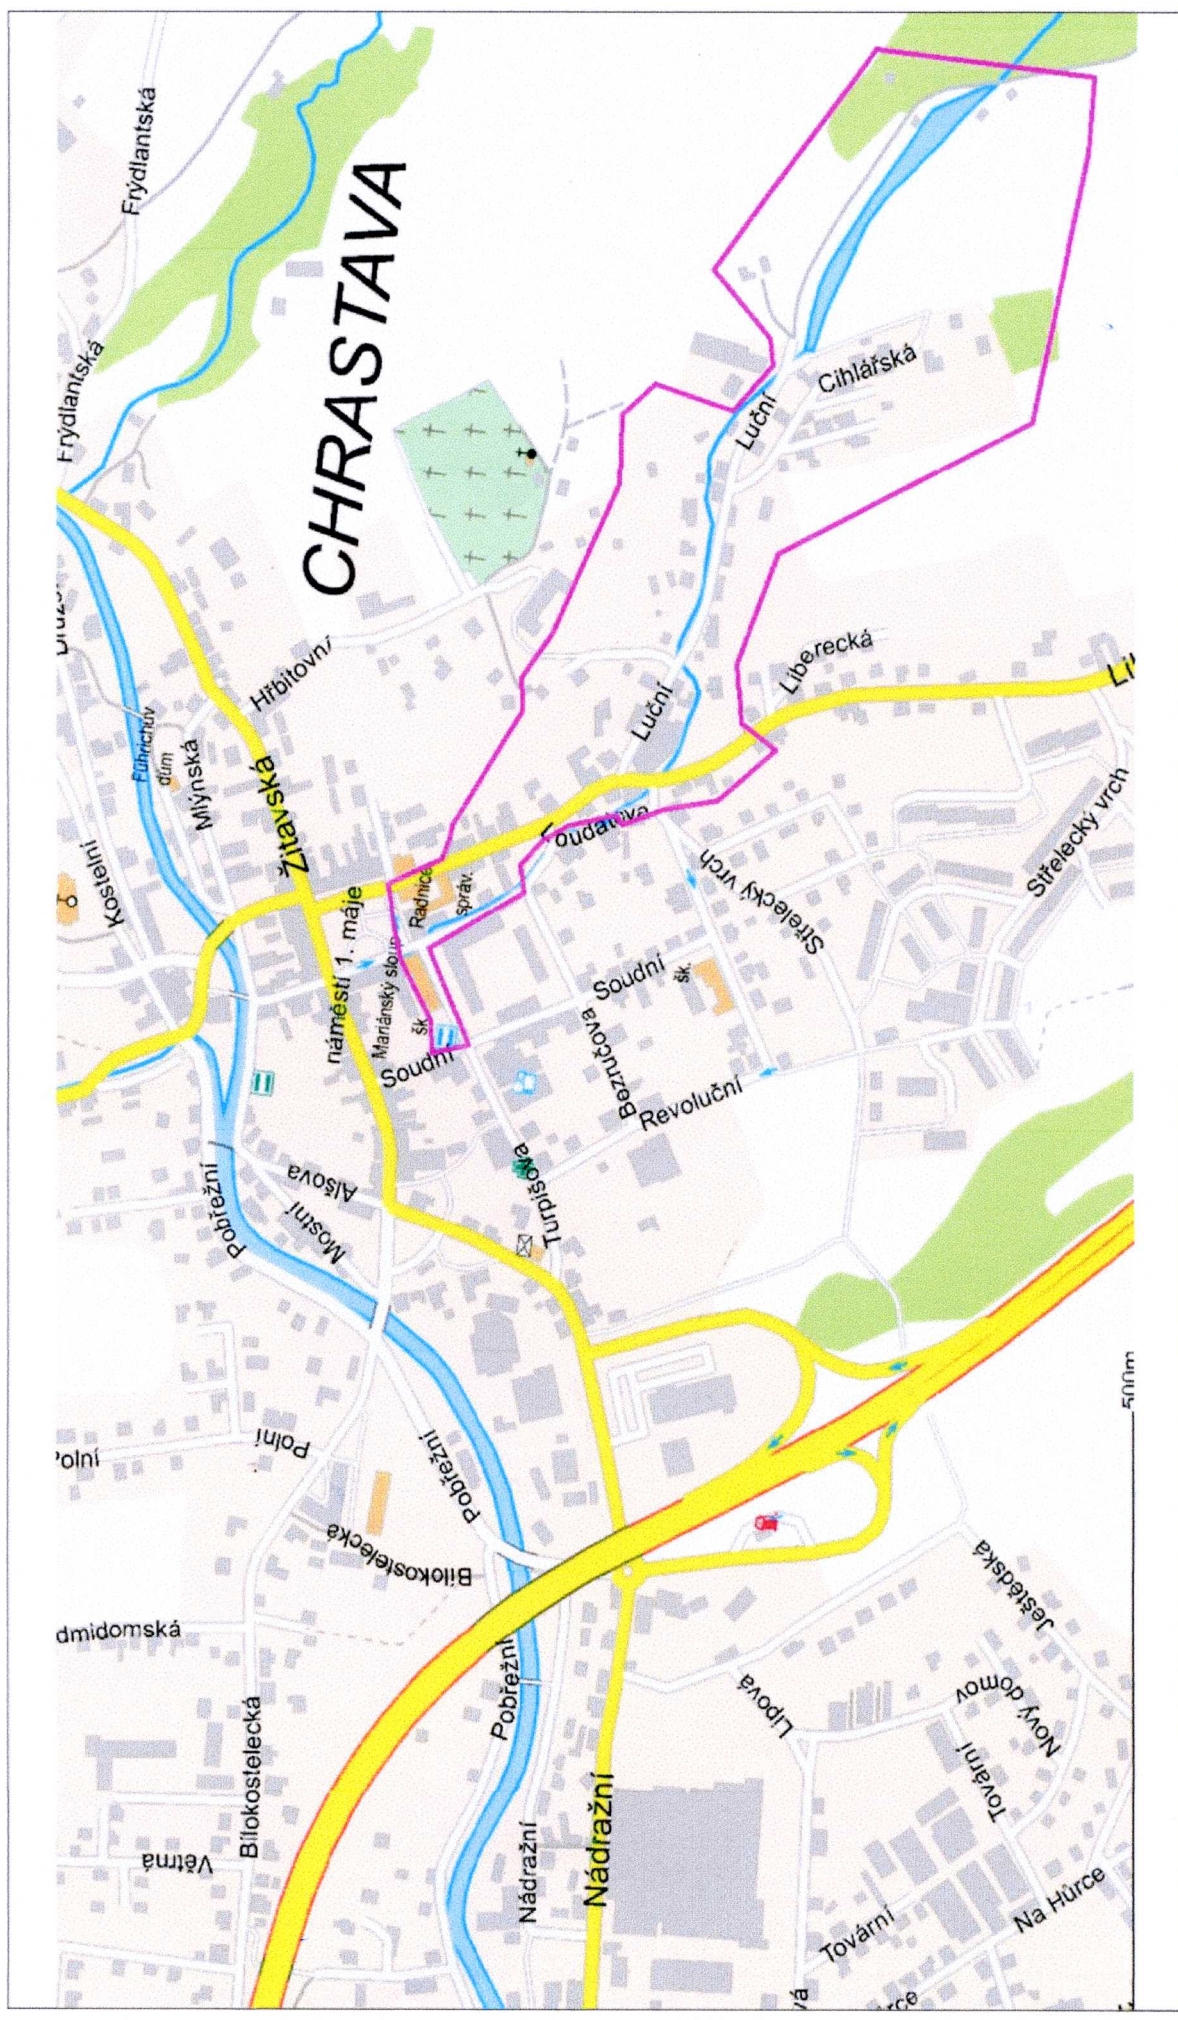 Frýdlantská
Frýdlantská
CHRASTAVA
Hřbitovní
Führichův
dům
Mlýnská
Žitavská
Kostelní
náměstí 1. máje
Mariánský sloup
Radnice
správ.
šk.
Soudní
Loudátova
Luční
Luční
Cihlářská
Liberecká
Střelecký vrch
Střelecký vrch
Soudní
šk.
Bezručova
Revoluční
Turpišova
Alšova
Mostní
Pobřežní
Polní
Polní
Pobřežní
Bílokostelecká
Pobřežní
Bílokostelecká
Větrná
Nádražní
Nádražní
Lipová
Ještědská
Nový domov
Tovární
Tovární
Na Hůrce
500m